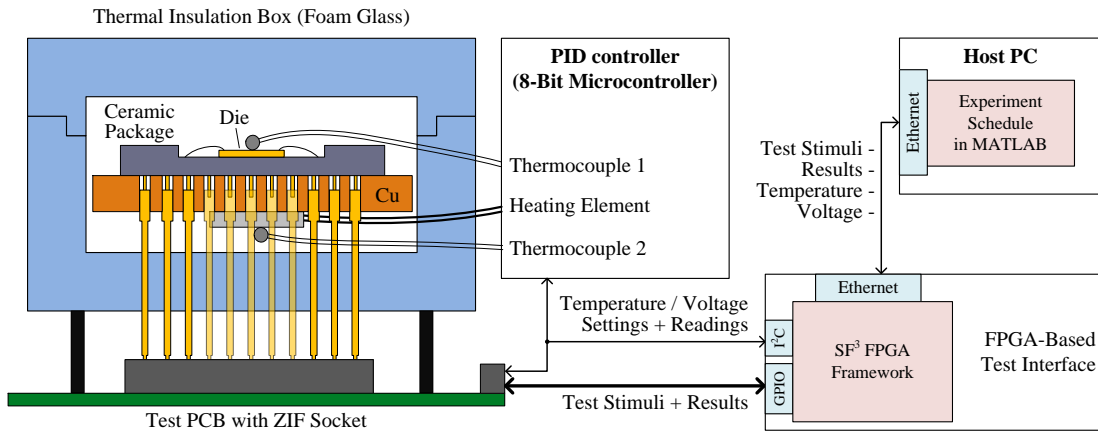 Thermal Insulation Box (Foam Glass)
Ceramic
Package
Die
Cu
PID controller
(8-Bit Microcontroller)
Thermocouple 1
Heating Element
Thermocouple 2
Host PC
Ethernet
Experiment
Schedule
in MATLAB
Test Stimuli -
Results -
Temperature -
Voltage -
Temperature / Voltage
Settings + Readings
Ethernet
I²C
GPIO
SF³ FPGA
Framework
FPGA-Based
Test Interface
Test Stimuli + Results
Test PCB with ZIF Socket